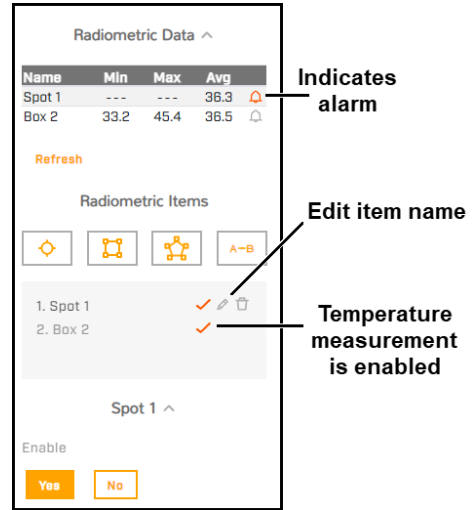 Radiometric Data
Name Min Max Avg
Spot 1 --- --- 36.3
Box 2 33.2 45.4 36.5
Indicates
alarm
Refresh
Radiometric Items
A-B
Edit item name
1. Spot 1
2. Box 2
Temperature
measurement
is enabled
Spot 1
Enable
Yes No